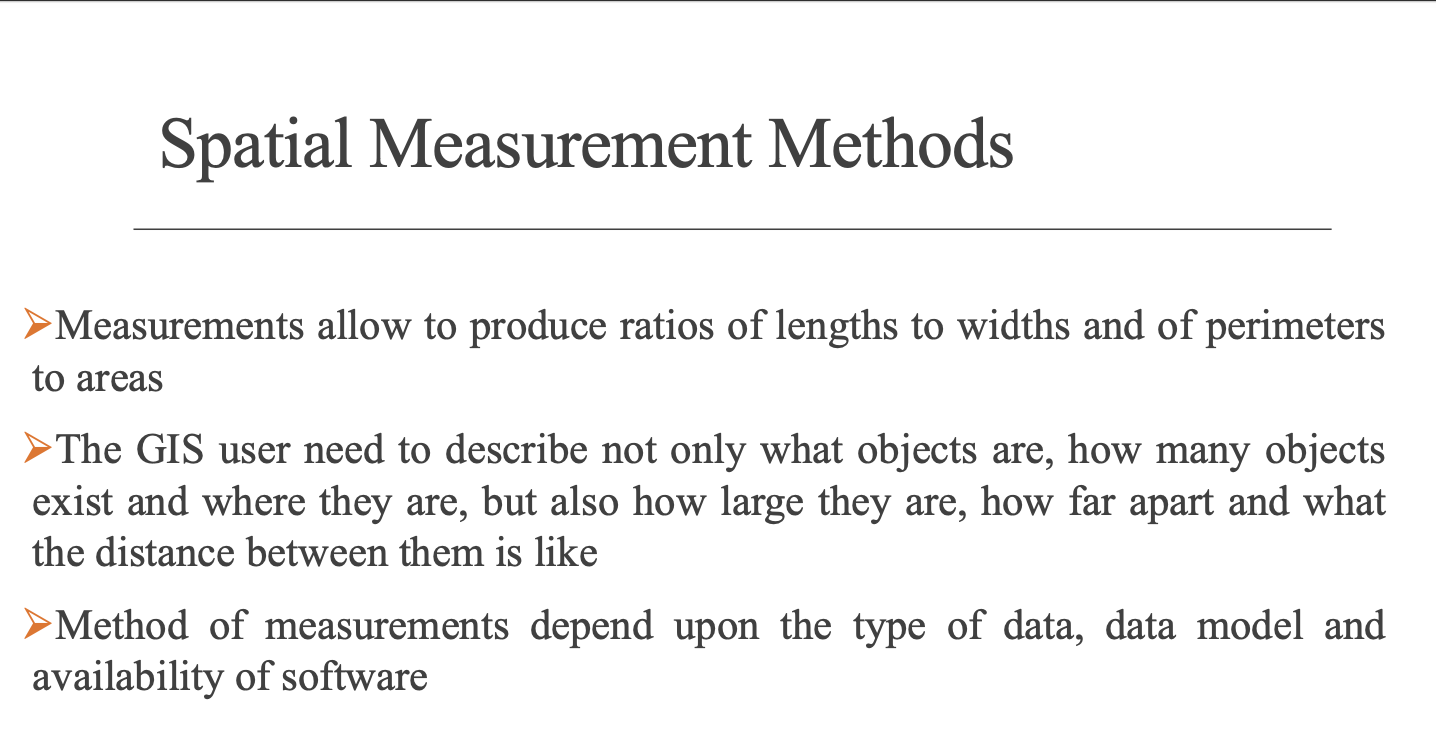 Spatial Measurement Methods
➢Measurements allow to produce ratios of lengths to widths and of perimeters
to areas
➢The GIS user need to describe not only what objects are, how many objects
exist and where they are, but also how large they are, how far apart and what
the distance between them is like
➢Method of measurements depend upon the type of data, data model and
availability of software